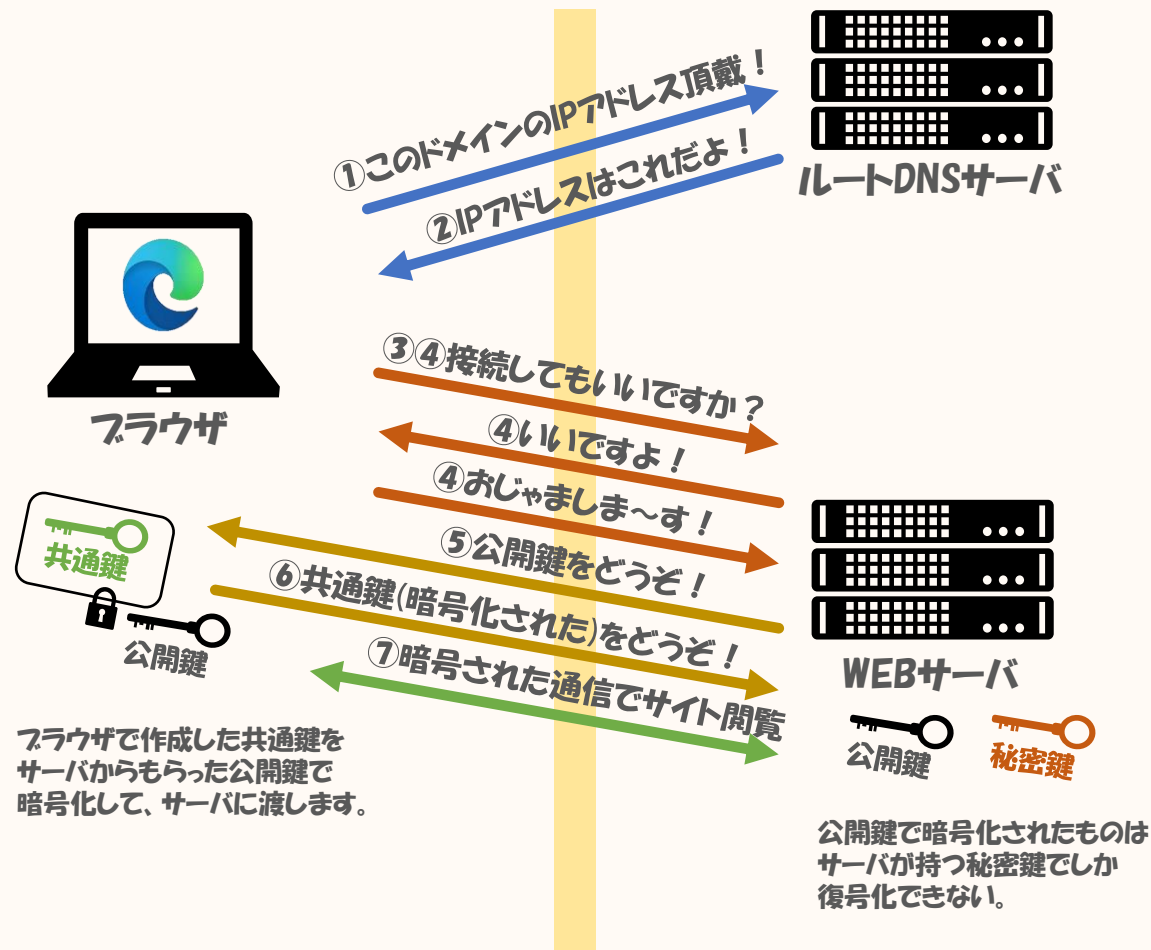 ①このドメインのIPアドレス頂戴！
ルートDNSサーバ
②IPアドレスはこれだよ！
ブラウザ
③④接続してもいいですか？
④いいですよ！
④おじゃましま～す！
⑤公開鍵をどうぞ！
共通鍵
⑥共通鍵(暗号化された)をどうぞ！
公開鍵
⑦暗号された通信でサイト閲覧
WEBサーバ
公開鍵
秘密鍵
ブラウザで作成した共通鍵を
サーバからもらった公開鍵で
暗号化して、サーバに渡します。
公開鍵で暗号化されたものは
サーバが持つ秘密鍵でしか
復号化できない。